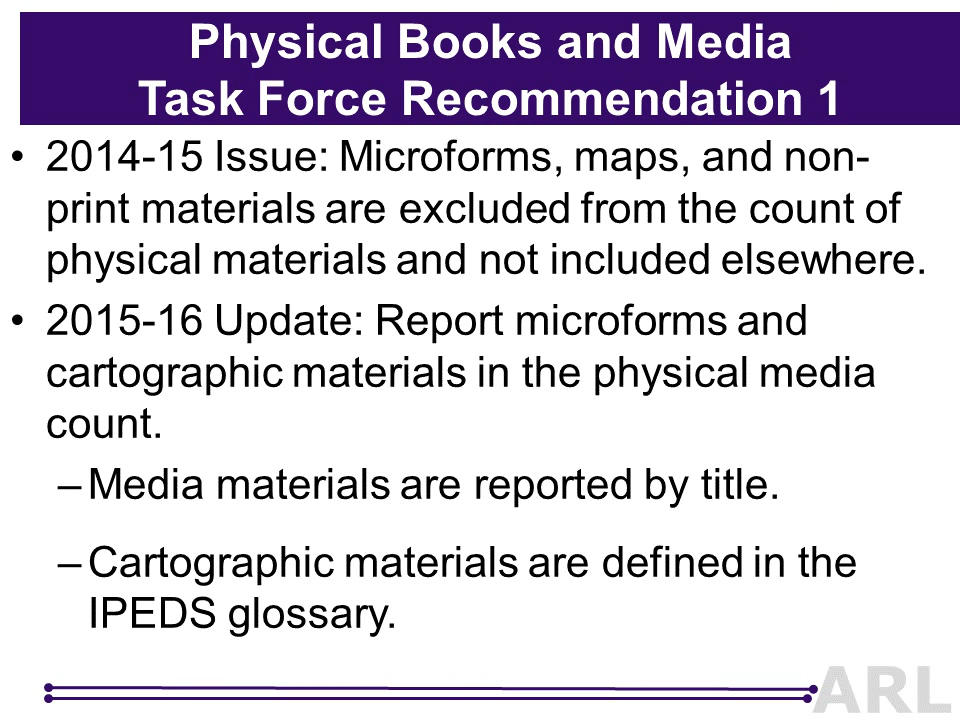 Physical Books and Media
Task Force Recommendation 1
• 2014-15 Issue: Microforms, maps, and non-
print materials are excluded from the count of
physical materials and not included elsewhere.
• 2015-16 Update: Report microforms and
cartographic materials in the physical media
count.
– Media materials are reported by title.
– Cartographic materials are defined in the
IPEDS glossary.
ARL